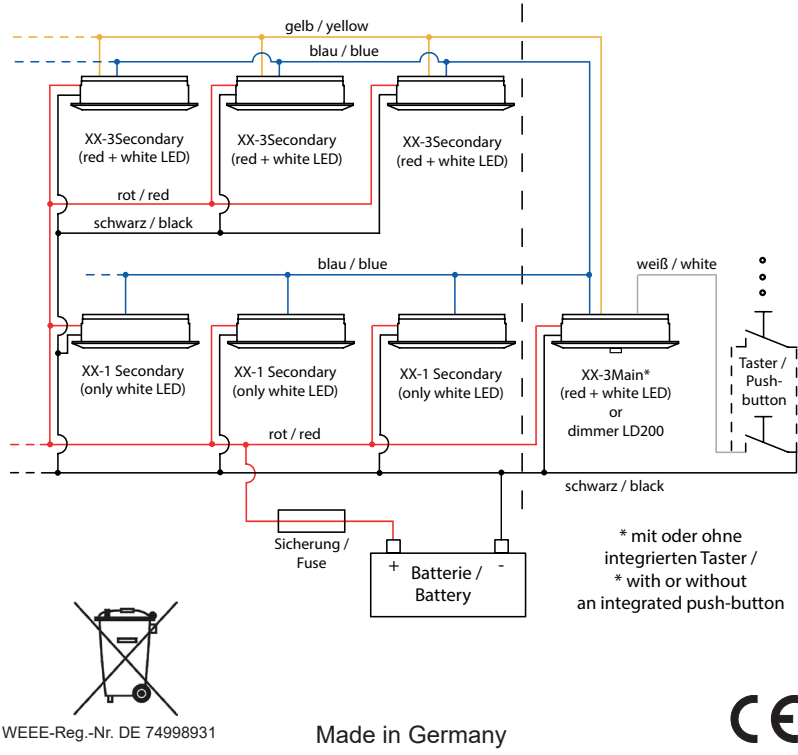 gelb / yellow
blau / blue
XX-3Secondary
(red + white LED)
XX-3Secondary
(red + white LED)
XX-3Secondary
(red + white LED)
rot / red
schwarz / black
blau / blue
weiß / white
XX-1 Secondary
(only white LED)
XX-1 Secondary
(only white LED)
XX-1 Secondary
(only white LED)
XX-3Main*
(red + white LED)
or
dimmer LD200
Taster /
Push-
button
rot / red
schwarz / black
Sicherung /
Fuse
+
-
Batterie /
Battery
* mit oder ohne
integrierten Taster /
* with or without
an integrated push-button
WEEE-Reg.-Nr. DE 74998931
Made in Germany
CE